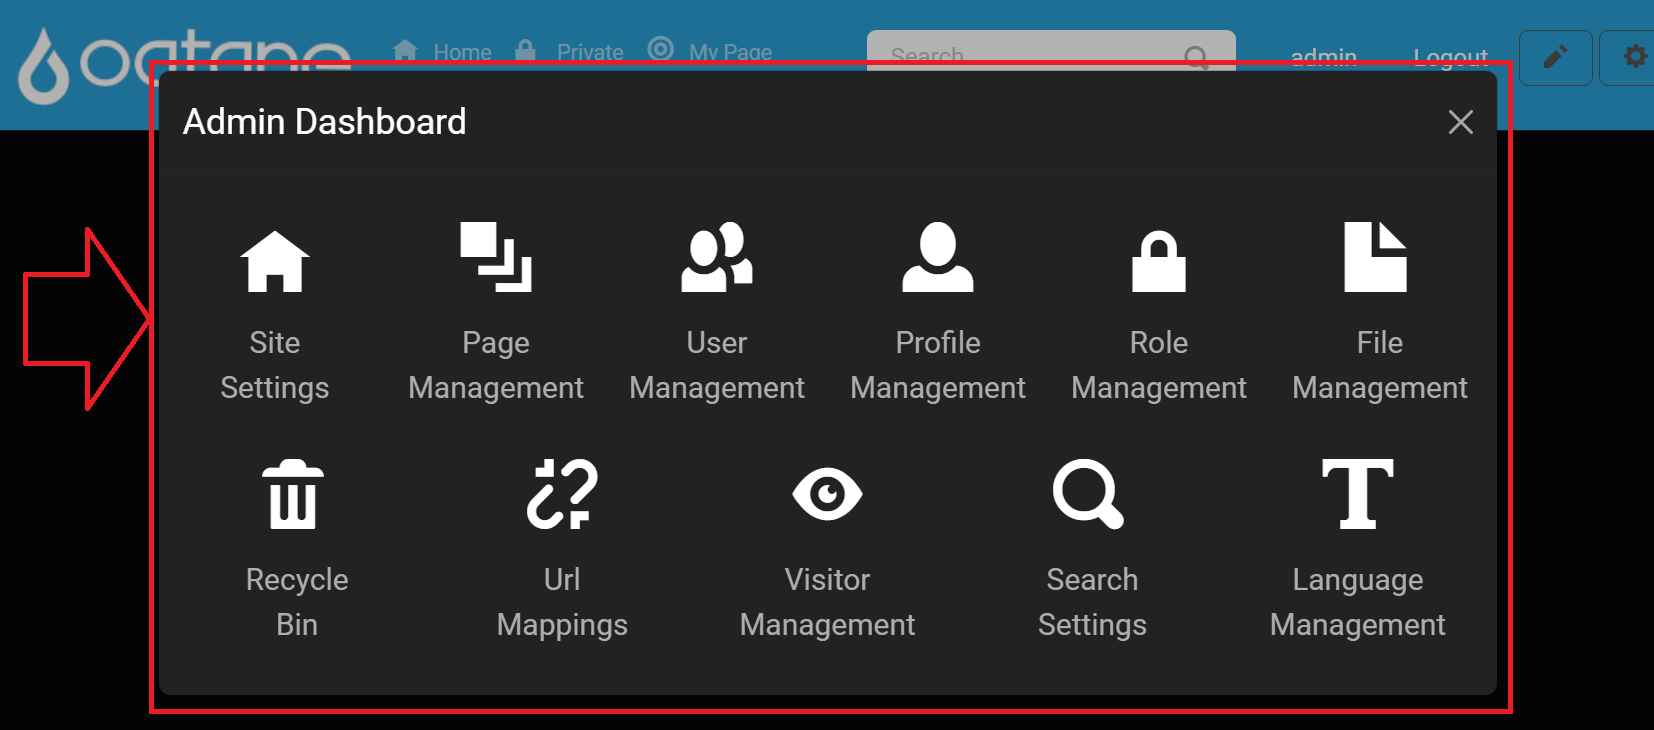 oqtane
Home Private My Page
Search
admin Logout
Admin Dashboard
Site Settings
Page Management
User Management
Profile Management
Role Management
File Management
Recycle Bin
Url Mappings
Visitor Management
Search Settings
Language Management